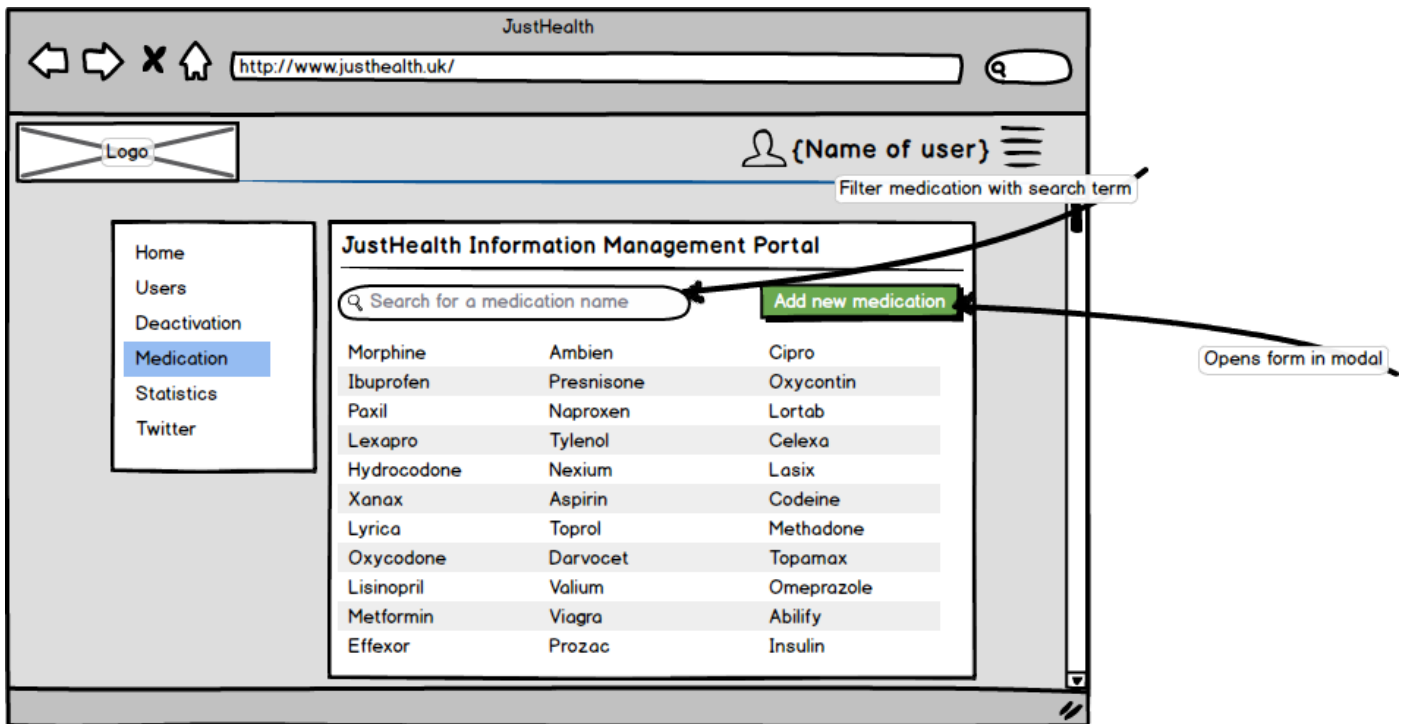 JustHealth
http://www.justhealth.uk/
Logo
{Name of user}
Filter medication with search term
Home
Users
Deactivation
Medication
Statistics
Twitter
JustHealth Information Management Portal
Search for a medication name
Add new medication
Opens form in modal
Morphine Ambien Cipro
Ibuprofen Presnisone Oxycontin
Paxil Naproxen Lortab
Lexapro Tylenol Celexa
Hydrocodone Nexium Lasix
Xanax Aspirin Codeine
Lyrica Toprol Methadone
Oxycodone Darvocet Topamax
Lisinopril Valium Omeprazole
Metformin Viagra Abilify
Effexor Prozac Insulin